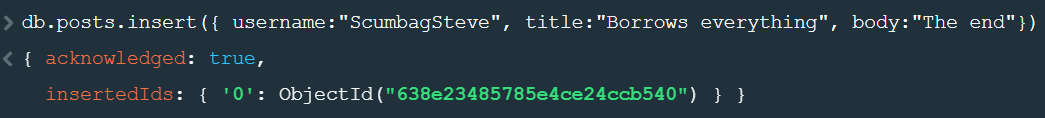 > db.posts.insert({ username:"ScumbagSteve", title:"Borrows everything", body:"The end"})
< { acknowledged: true,
insertedIds: { '0': ObjectId("638e23485785e4ce24ccb540") } }